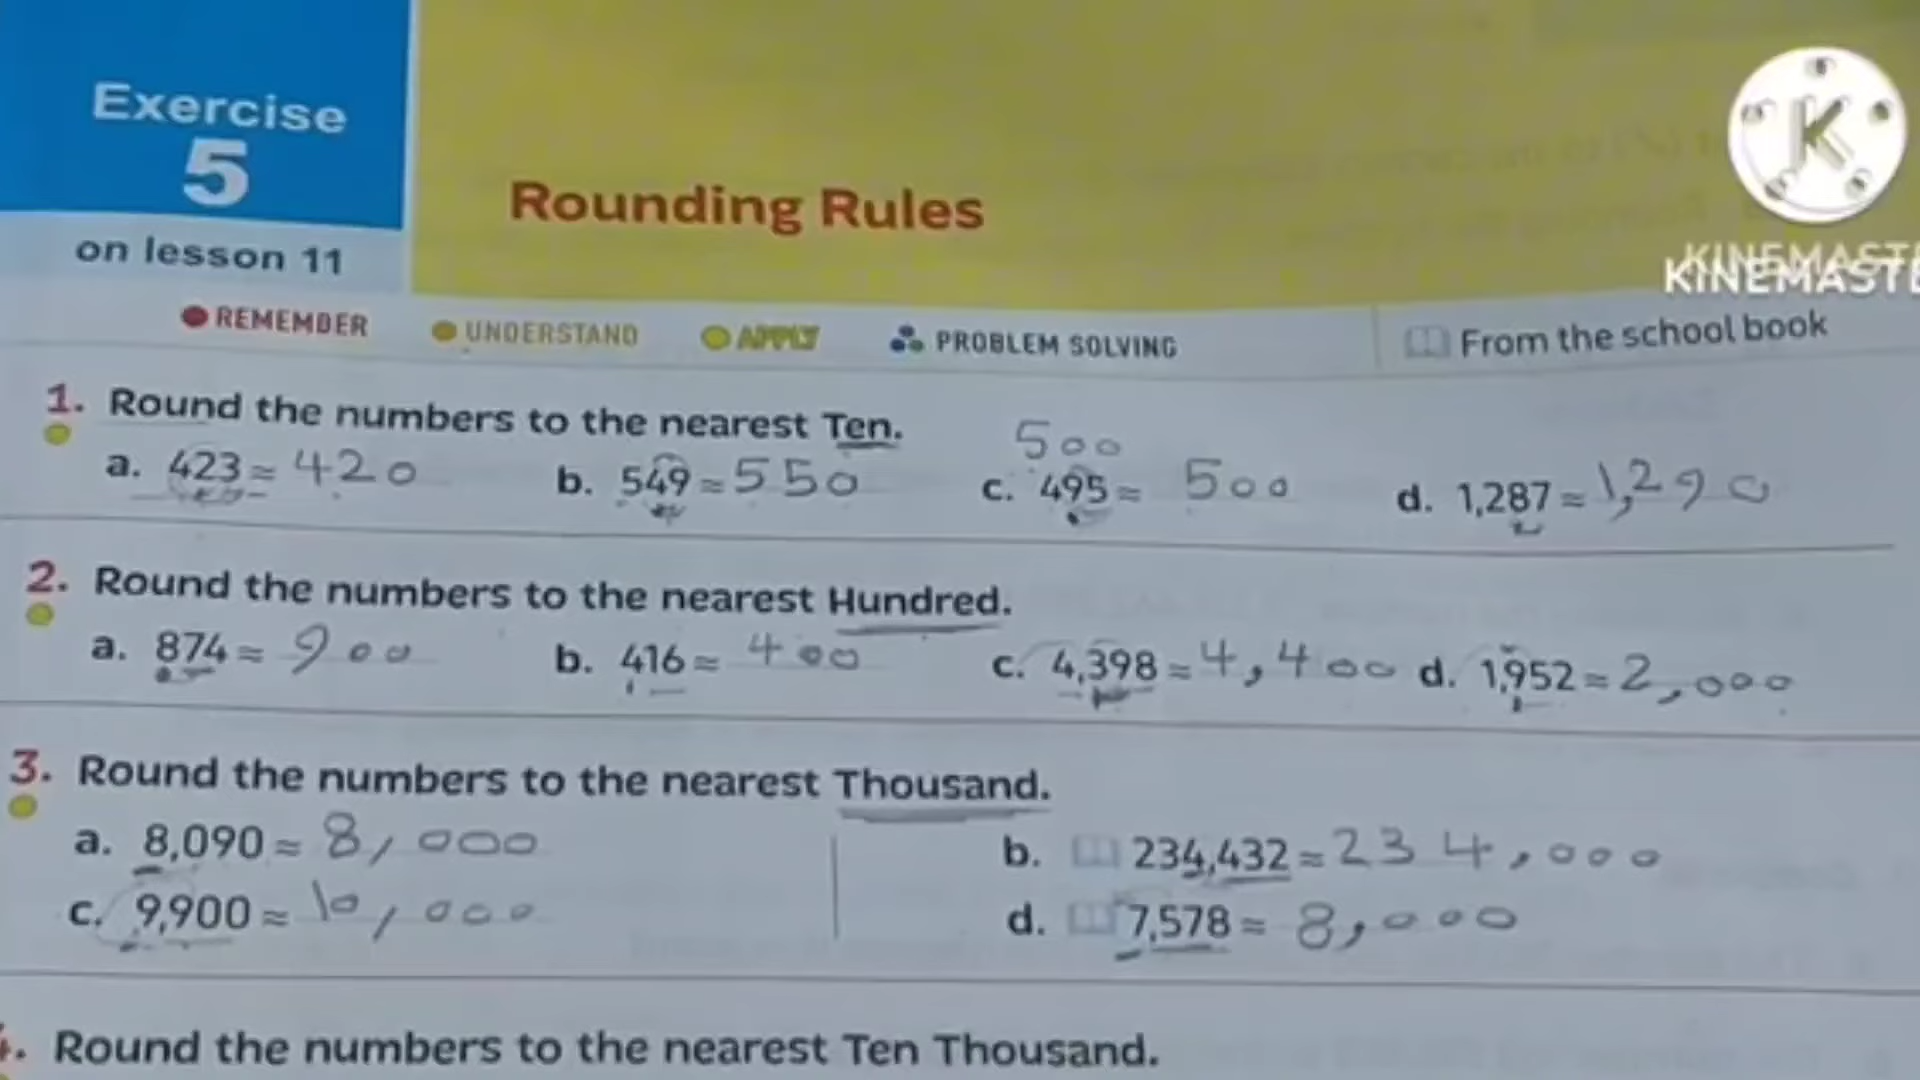 Exercise
5
on lesson 11
Rounding Rules
K
KINEMASTE
REMEMBER UNDERSTAND APPLY PROBLEM SOLVING From the school book
1. Round the numbers to the nearest Ten.
500
a. 423 ≈ 420 b. 549 ≈ 550 c. 495 ≈ 500 d. 1,287 ≈ 1,290
2. Round the numbers to the nearest Hundred.
a. 874 ≈ 900 b. 416 ≈ 400 c. 4,398 ≈ 4,400 d. 1,952 ≈ 2,000
3. Round the numbers to the nearest Thousand.
a. 8,090 ≈ 8,000 b. 234,432 ≈ 234,000
c. 9,900 ≈ 10,000 d. 7,578 ≈ 8,000
. Round the numbers to the nearest Ten Thousand.